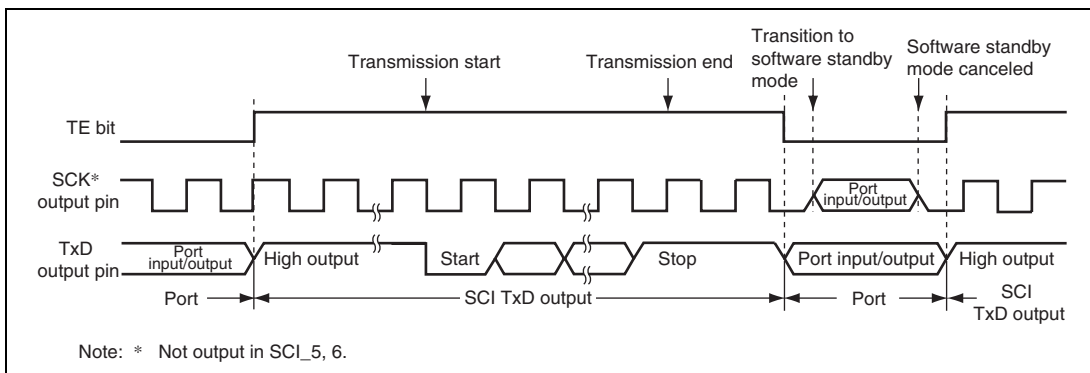 Transmission start
Transmission end
Transition to
software standby
mode
Software standby
mode canceled
TE bit
SCK*
output pin
Port
input/output
TxD
output pin
Port
input/output
High output
Start
Stop
Port input/output
High output
Port
SCI TxD output
Port
SCI
TxD output
Note: * Not output in SCI_5, 6.